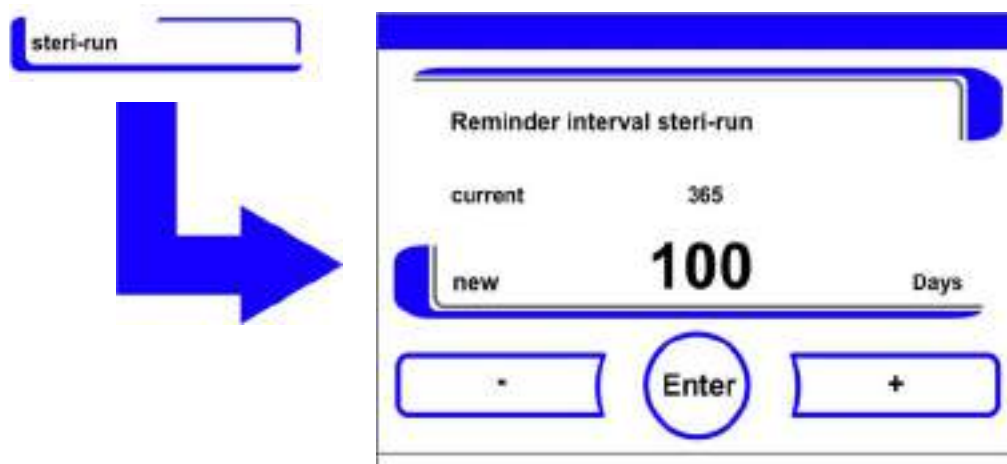 steri-run
Reminder interval steri-run
current 365
new 100 Days
- Enter +